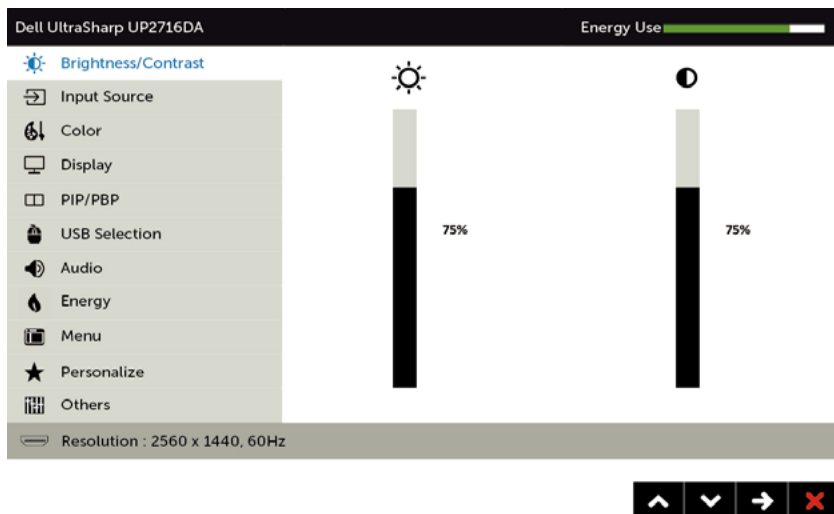 Dell UltraSharp UP2716DA
Energy Use
Brightness/Contrast
Input Source
Color
Display
PIP/PBP
USB Selection
Audio
Energy
Menu
Personalize
Others
75%
75%
Resolution : 2560 x 1440, 60Hz